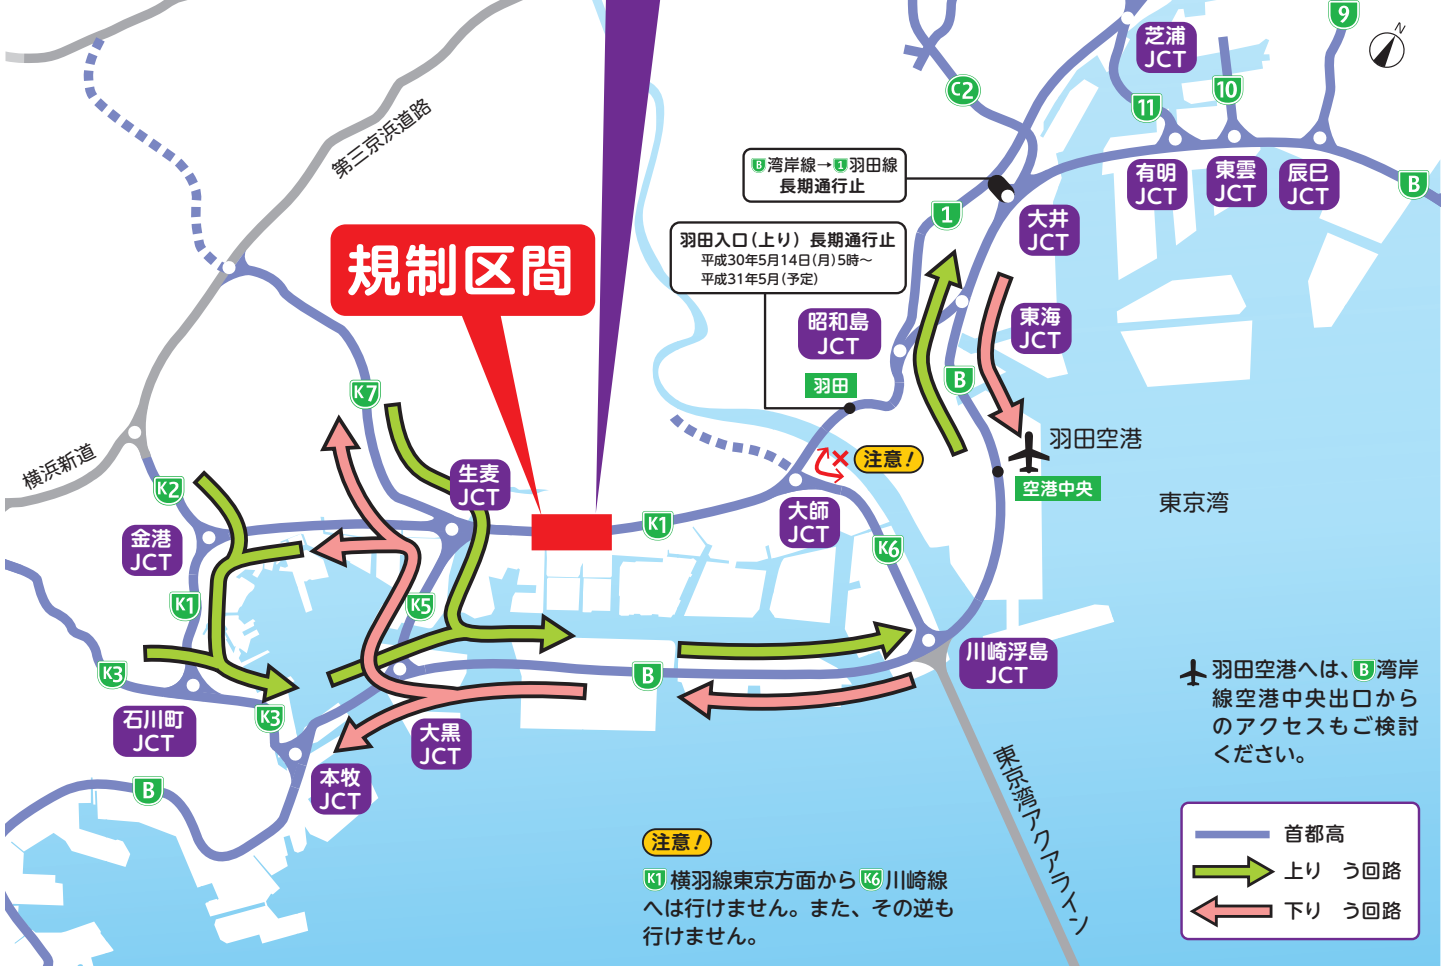 芝浦
JCT
9
N
C2
11
10
有明
JCT
東雲
JCT
辰巳
JCT
B
第三京浜道路
B湾岸線→1羽田線
長期通行止
1
大井
JCT
羽田入口(上り) 長期通行止
平成30年5月14日(月)5時～
平成31年5月(予定)
規制区間
昭和島
JCT
東海
JCT
羽田
B
K7
羽田空港
空港中央
東京湾
注意!
横浜新道
K2
生麦
JCT
金港
JCT
K1
大師
JCT
K6
K1
K5
K3
石川町
JCT
K3
B
川崎浮島
JCT
大黒
JCT
本牧
JCT
B
東京湾アクアライン
羽田空港へは、B湾岸
線空港中央出口から
のアクセスもご検討
ください。
注意!
K1横羽線東京方面からK6川崎線
へは行けません。また、その逆も
行けません。
首都高
上り う回路
下り う回路